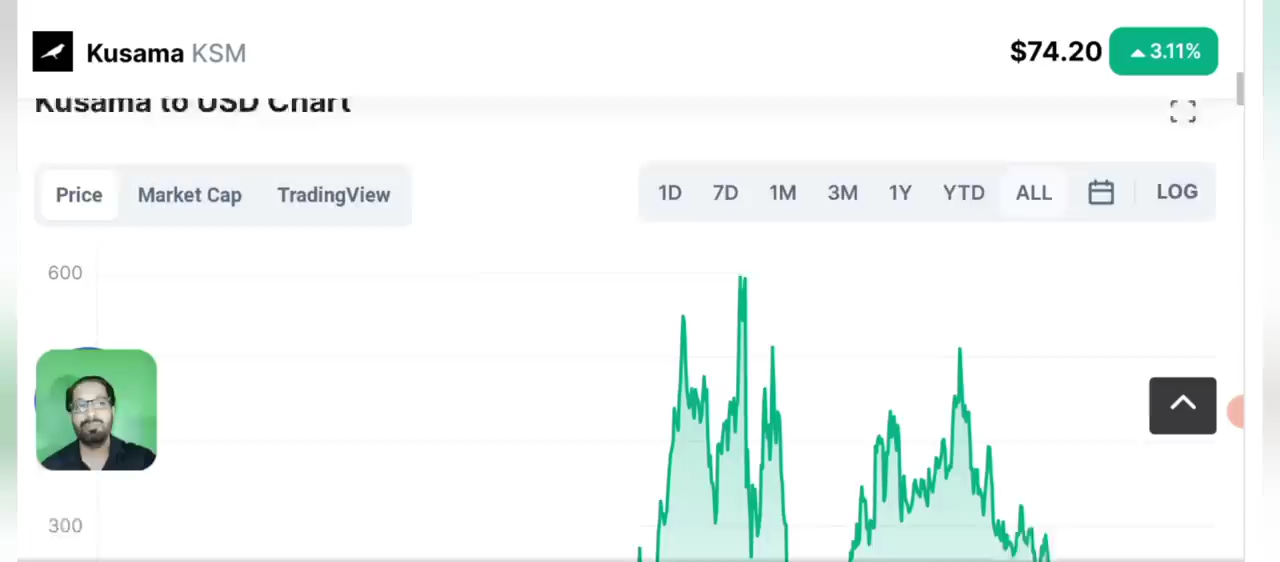 Kusama KSM
$74.20 3.11%
Kusama to USD Chart
Price Market Cap TradingView
1D 7D 1M 3M 1Y YTD ALL LOG
600
300